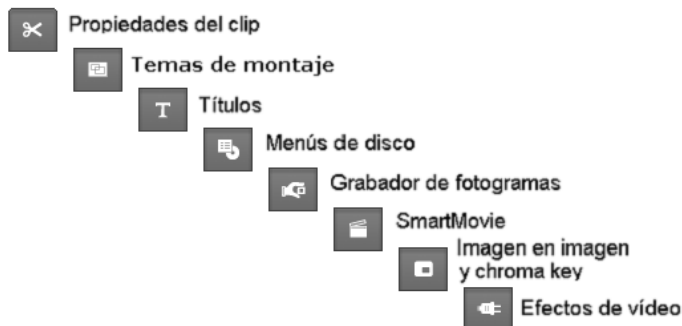 Propiedades del clip
Temas de montaje
T
Títulos
Menús de disco
Grabador de fotogramas
SmartMovie
Imagen en imagen
y chroma key
Efectos de vídeo